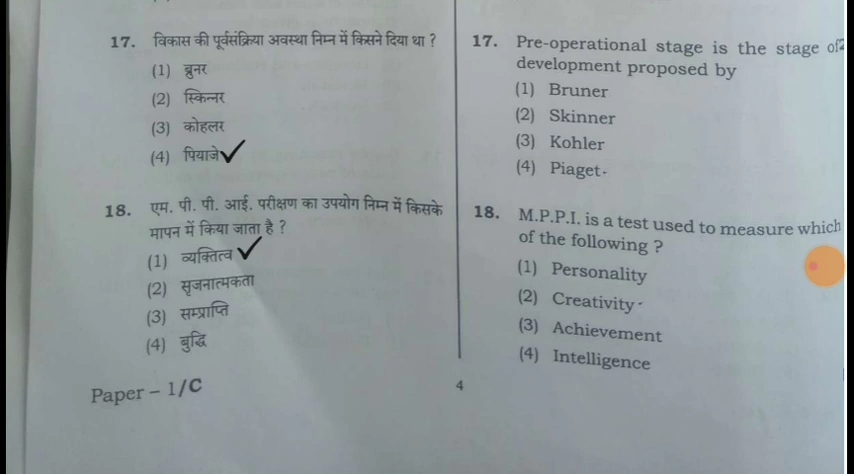 17. विकास की पूर्वसंक्रिया अवस्था निम्न में किसने दिया था ?
(1) ब्रुनर
(2) स्किन्नर
(3) कोहलर
(4) पियाजे
18. एम. पी. पी. आई. परीक्षण का उपयोग निम्न में किसके
मापन में किया जाता है ?
(1) व्यक्तित्व
(2) सृजनात्मकता
(3) सम्प्राप्ति
(4) बुद्धि
Paper – 1/C
17. Pre-operational stage is the stage of
development proposed by
(1) Bruner
(2) Skinner
(3) Kohler
(4) Piaget
18. M.P.P.I. is a test used to measure which
of the following ?
(1) Personality
(2) Creativity
(3) Achievement
(4) Intelligence
4